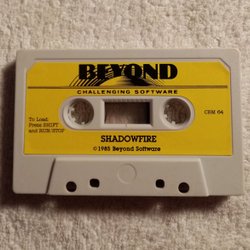 BEYOND
CHALLENGING SOFTWARE
To Load:
Press SHIFT
and RUN/STOP
CBM 64
SHADOWFIRE
©1985 Beyond Software